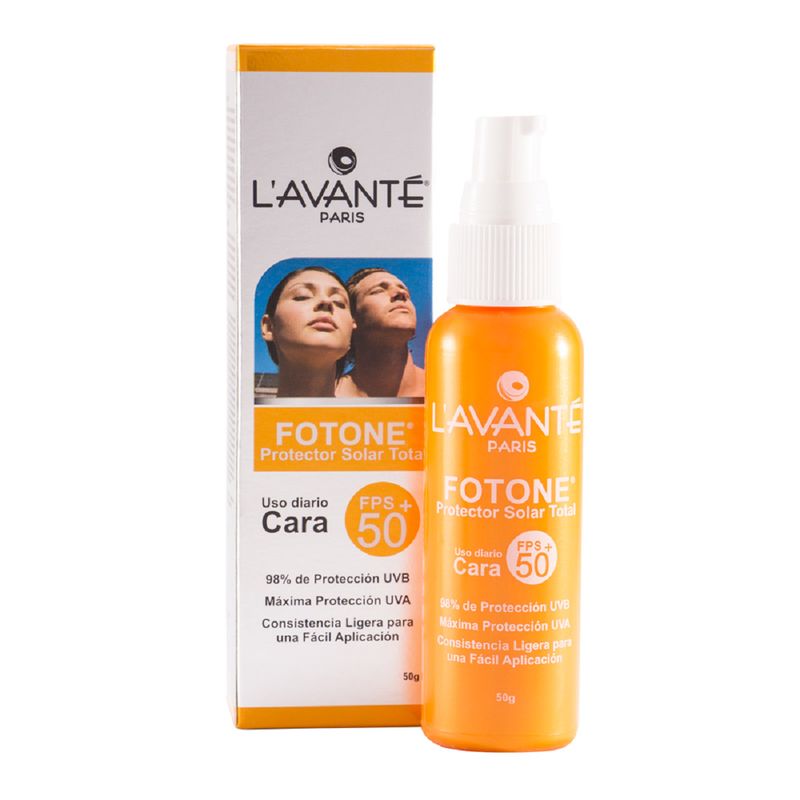 L'AVANTÉ®
PARIS
FOTONE®
Protector Solar Total
Uso diario
Cara
FPS +
50
98% de Protección UVB
Máxima Protección UVA
Consistencia Ligera para
una Fácil Aplicación
50g
L'AVANTÉ
PARIS
FOTONE®
Protector Solar Total
Uso diario
Cara
FPS +
50
98% de Protección UVB
Máxima Protección UVA
Consistencia Ligera para
una Fácil Aplicación
50g